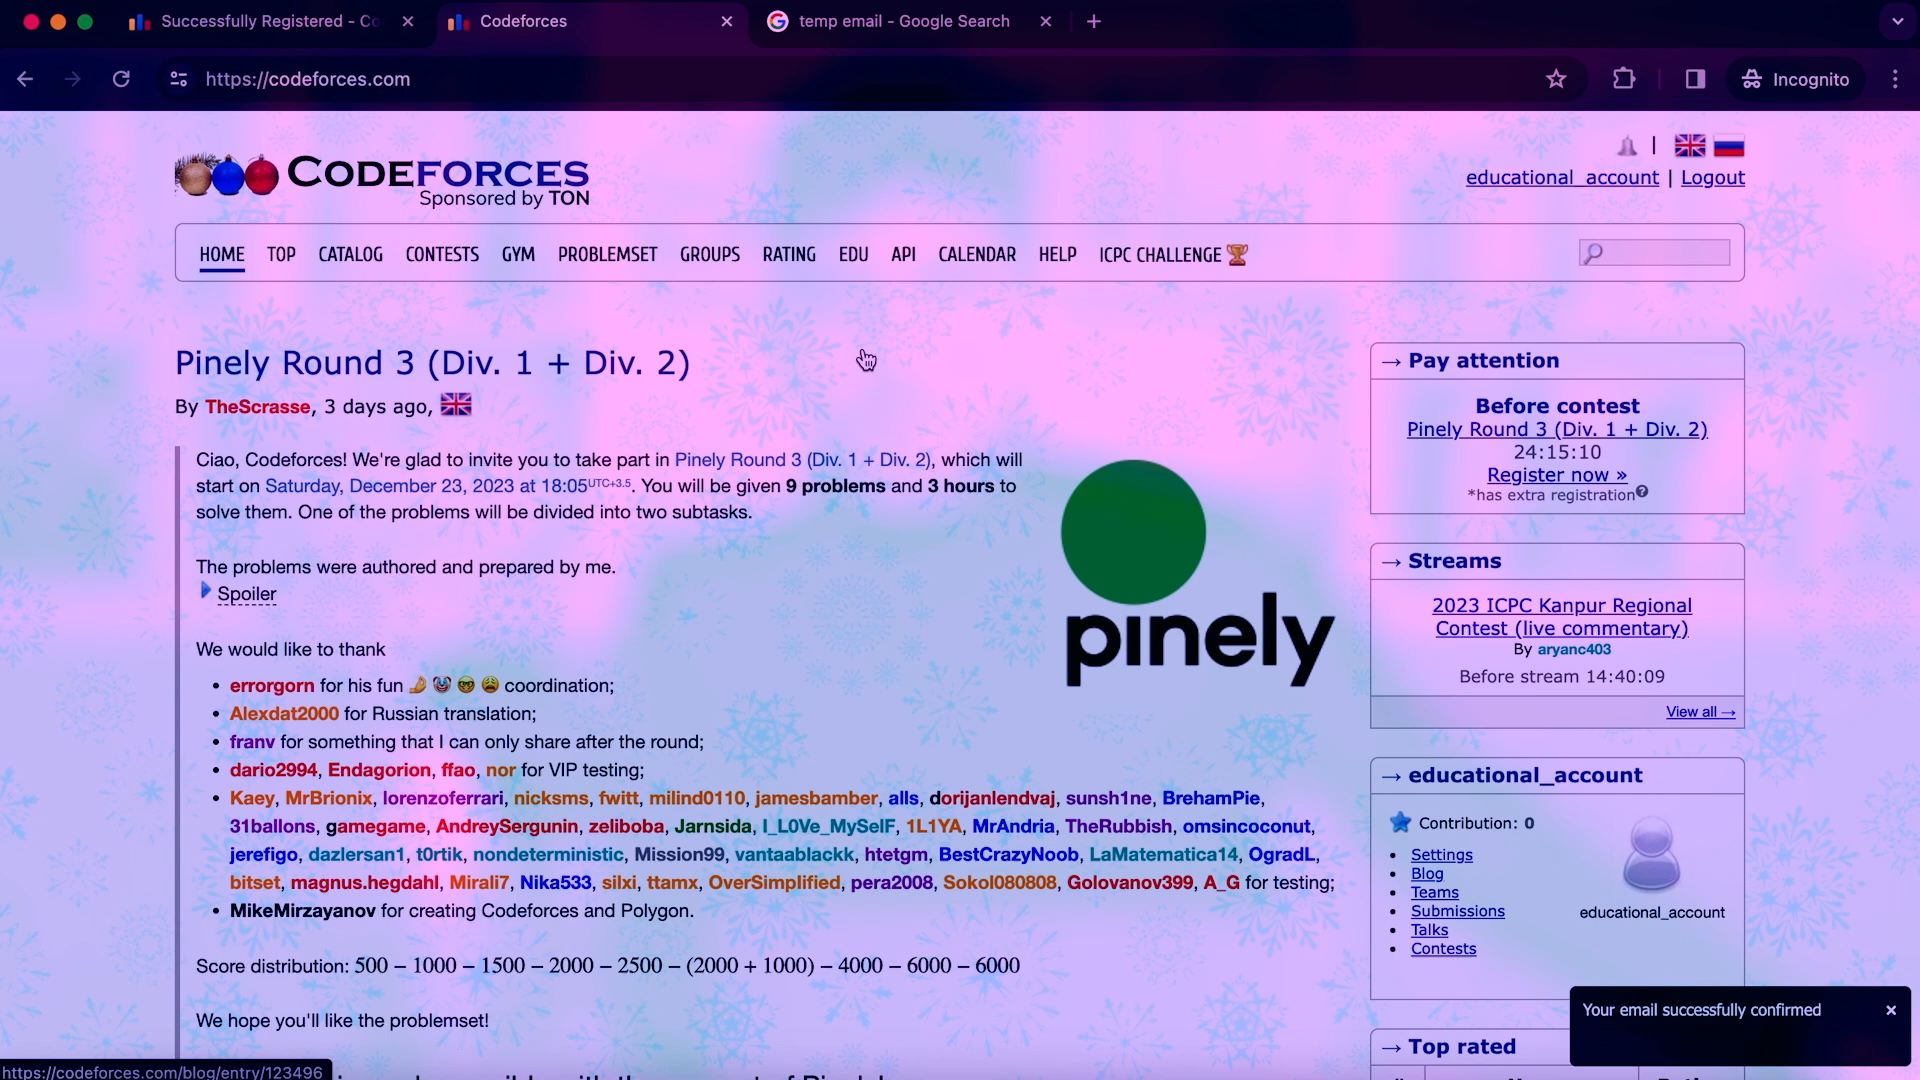 Successfully Registered - Co
Codeforces
temp email - Google Search
https://codeforces.com
Incognito
CODEFORCES
Sponsored by TON
educational_account | Logout
HOME TOP CATALOG CONTESTS GYM PROBLEMSET GROUPS RATING EDU API CALENDAR HELP ICPC CHALLENGE
Pinely Round 3 (Div. 1 + Div. 2)
By TheScrasse, 3 days ago,
Ciao, Codeforces! We're glad to invite you to take part in Pinely Round 3 (Div. 1 + Div. 2), which will
start on Saturday, December 23, 2023 at 18:05UTC+3.5. You will be given 9 problems and 3 hours to
solve them. One of the problems will be divided into two subtasks.
The problems were authored and prepared by me.
Spoiler
We would like to thank
• errorgorn for his fun 🤌 🤡 🤓 😩 coordination;
• Alexdat2000 for Russian translation;
• franv for something that I can only share after the round;
• dario2994, Endagorion, ffao, nor for VIP testing;
• Kaey, MrBrionix, lorenzoferrari, nicksms, fwitt, milind0110, jamesbamber, alls, dorijanlendvaj, sunsh1ne, BrehamPie,
31ballons, gamegame, AndreySergunin, zeliboba, Jarnsida, I_L0Ve_MySelF, 1L1YA, MrAndria, TheRubbish, omsincoconut,
jerefigo, dazlersan1, t0rtik, nondeterministic, Mission99, vantaablackk, htetgm, BestCrazyNoob, LaMatematica14, OgradL,
bitset, magnus.hegdahl, Mirali7, Nika533, silxi, ttamx, OverSimplified, pera2008, Sokol080808, Golovanov399, A_G for testing;
• MikeMirzayanov for creating Codeforces and Polygon.
Score distribution: 500 – 1000 – 1500 – 2000 – 2500 – (2000 + 1000) – 4000 – 6000 – 6000
We hope you'll like the problemset!
pinely
→ Pay attention
Before contest
Pinely Round 3 (Div. 1 + Div. 2)
24:15:10
Register now »
*has extra registration?
→ Streams
2023 ICPC Kanpur Regional
Contest (live commentary)
By aryanc403
Before stream 14:40:09
View all →
→ educational_account
Contribution: 0
• Settings
• Blog
• Teams
• Submissions
• Talks
• Contests
educational_account
Your email successfully confirmed
→ Top rated
https://codeforces.com/blog/entry/123496